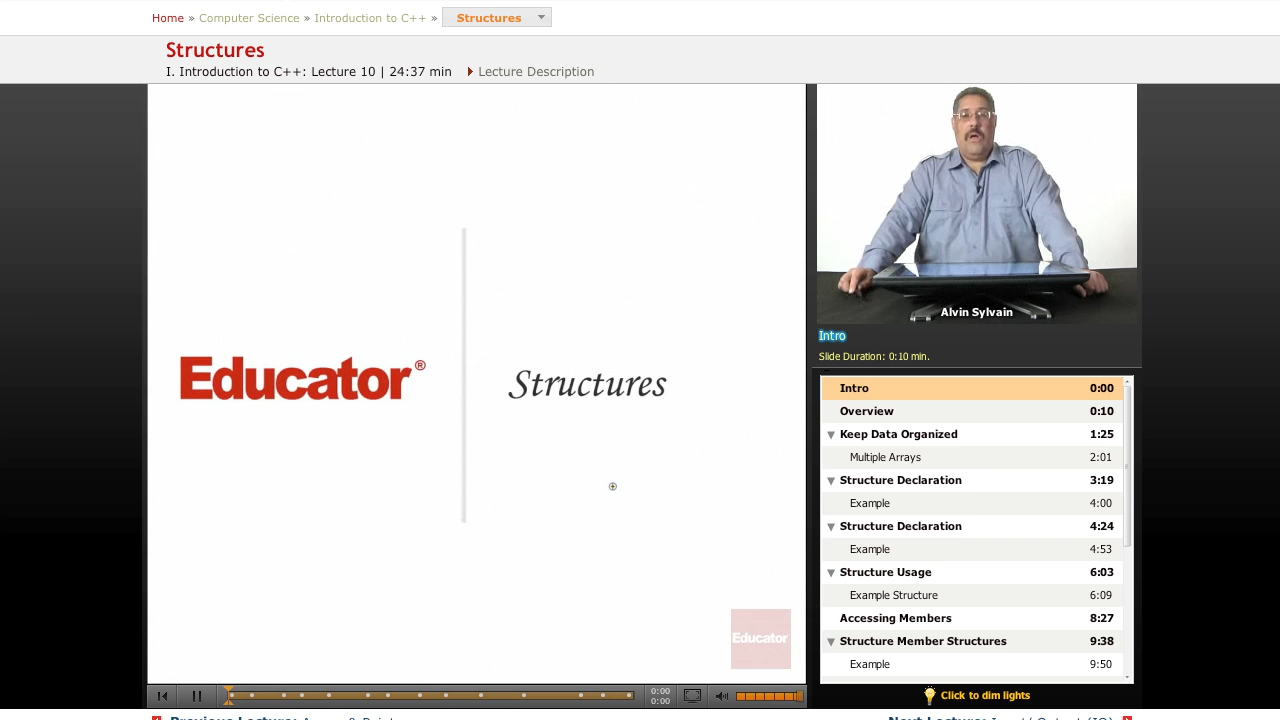 Home » Computer Science » Introduction to C++ » Structures
Structures
I. Introduction to C++: Lecture 10 | 24:37 min Lecture Description
Educator®
Structures
Educator
Alvin Sylvain
Intro
Slide Duration: 0:10 min.
Intro 0:00
Overview 0:10
Keep Data Organized 1:25
Multiple Arrays 2:01
Structure Declaration 3:19
Example 4:00
Structure Declaration 4:24
Example 4:53
Structure Usage 6:03
Example Structure 6:09
Accessing Members 8:27
Structure Member Structures 9:38
Example 9:50
0:00
0:00
Click to dim lights
Previous Lecture:
Next Lecture: